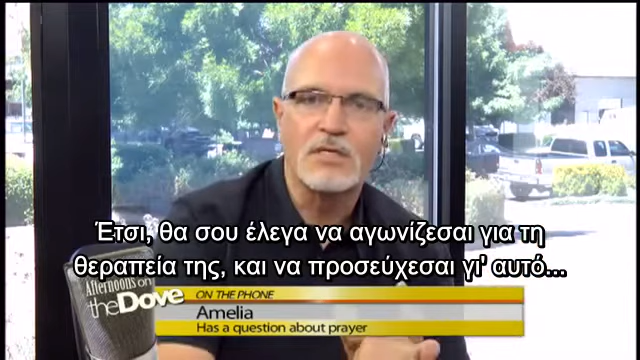 Έτσι, θα σου έλεγα να αγωνίζεσαι για τη
θεραπεία της, και να προσεύχεσαι γι' αυτό...
Afternoons on
the Dove
ON THE PHONE
Amelia
Has a question about prayer